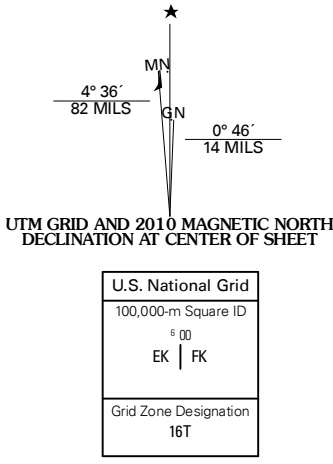 MN
4° 36´
82 MILS
GN
0° 46´
14 MILS
UTM GRID AND 2010 MAGNETIC NORTH
DECLINATION AT CENTER OF SHEET
U.S. National Grid
100,000-m Square ID
6 00
EK FK
Grid Zone Designation
16T